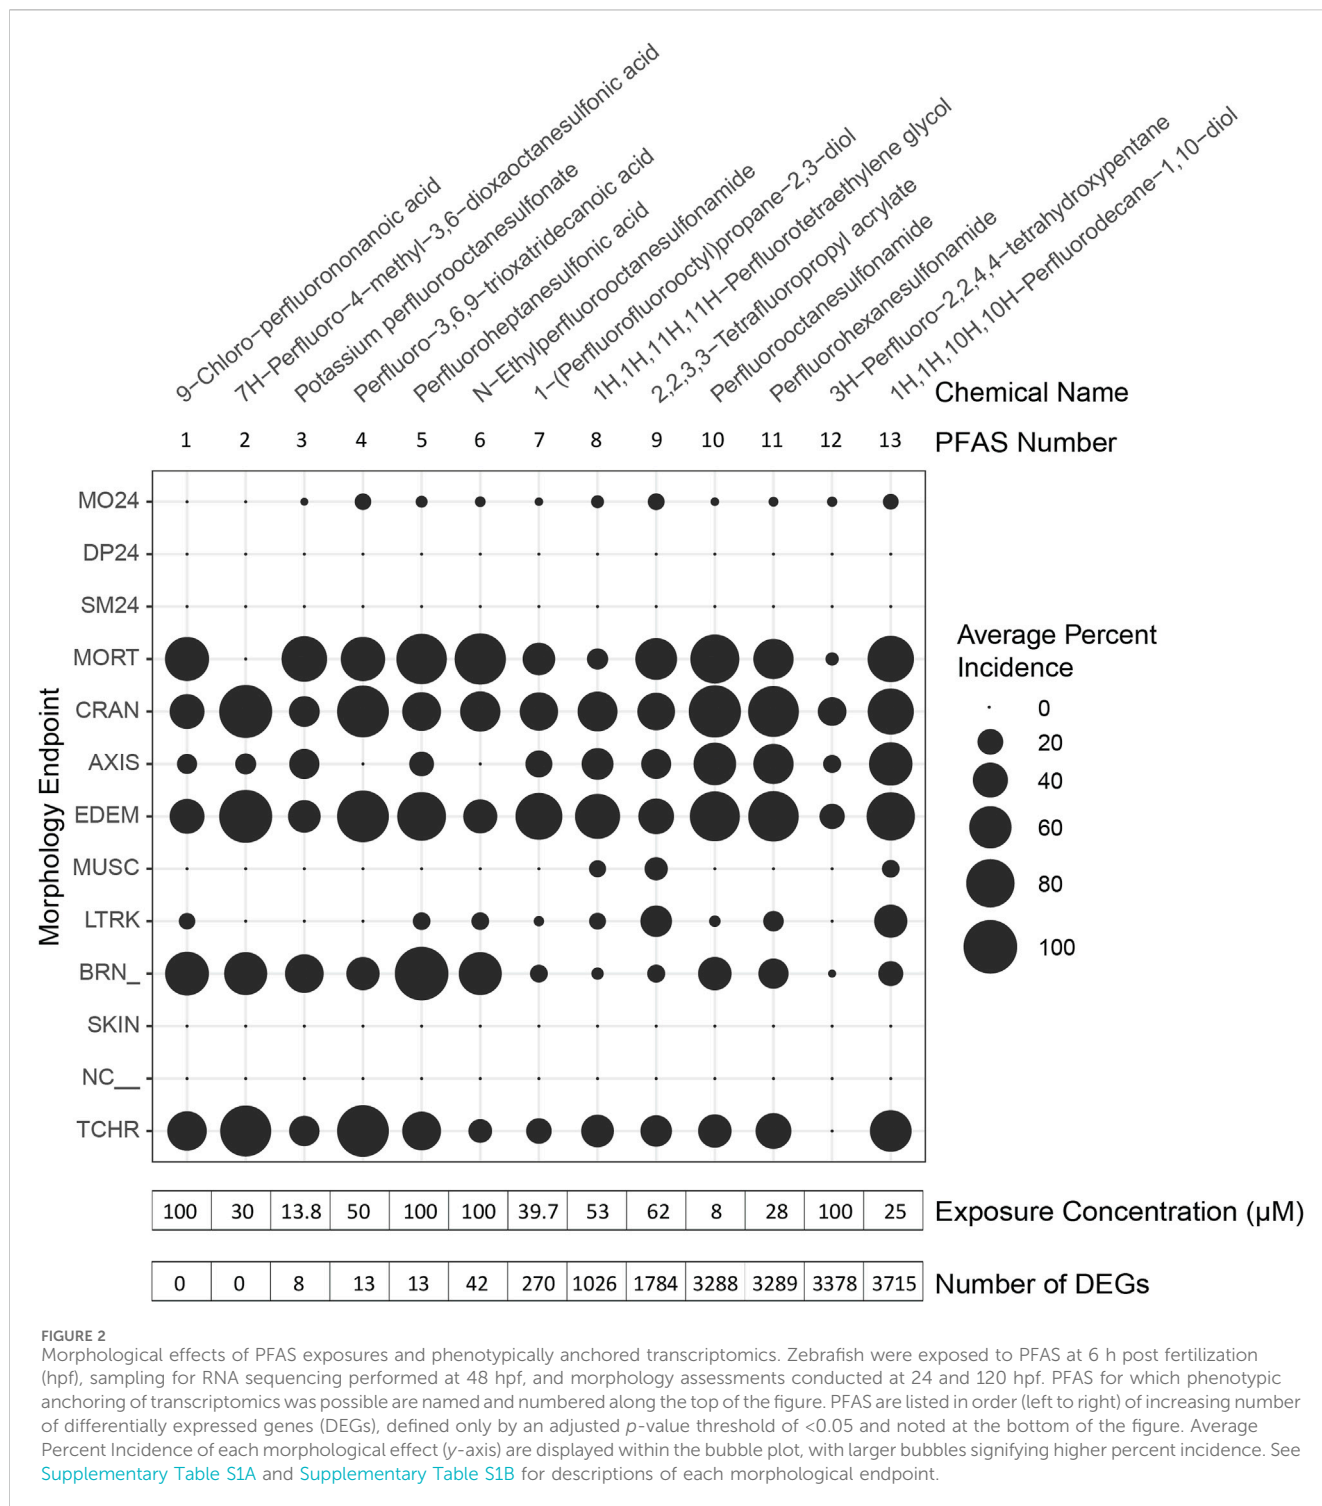 9−Chloro−perfluorononanoic acid
7H−Perfluoro−4−methyl−3,6−dioxaoctanesulfonic acid
Potassium perfluorooctanesulfonate
Perfluoro−3,6,9−trioxatridecanoic acid
Perfluoroheptanesulfonic acid
N−Ethylperfluorooctanesulfonamide
1−(Perfluorofluorooctyl)propane−2,3−diol
1H,1H,11H,11H−Perfluorotetraethylene glycol
2,2,3,3−Tetrafluoropropyl acrylate
Perfluorooctanesulfonamide
Perfluorohexanesulfonamide
3H−Perfluoro−2,2,4,4−tetrahydroxypentane
1H,1H,10H,10H−Perfluorodecane−1,10−diol
Chemical Name
1 2 3 4 5 6 7 8 9 10 11 12 13 PFAS Number
Morphology Endpoint
MO24
DP24
SM24
MORT
CRAN
AXIS
EDEM
MUSC
LTRK
BRN_
SKIN
NC__
TCHR
Average Percent
Incidence
0
20
40
60
80
100
100 30 13.8 50 100 100 39.7 53 62 8 28 100 25 Exposure Concentration (µM)
0 0 8 13 13 42 270 1026 1784 3288 3289 3378 3715 Number of DEGs
FIGURE 2
Morphological effects of PFAS exposures and phenotypically anchored transcriptomics. Zebrafish were exposed to PFAS at 6 h post fertilization
(hpf), sampling for RNA sequencing performed at 48 hpf, and morphology assessments conducted at 24 and 120 hpf. PFAS for which phenotypic
anchoring of transcriptomics was possible are named and numbered along the top of the figure. PFAS are listed in order (left to right) of increasing number
of differentially expressed genes (DEGs), defined only by an adjusted p-value threshold of <0.05 and noted at the bottom of the figure. Average
Percent Incidence of each morphological effect (y-axis) are displayed within the bubble plot, with larger bubbles signifying higher percent incidence. See
Supplementary Table S1A and Supplementary Table S1B for descriptions of each morphological endpoint.